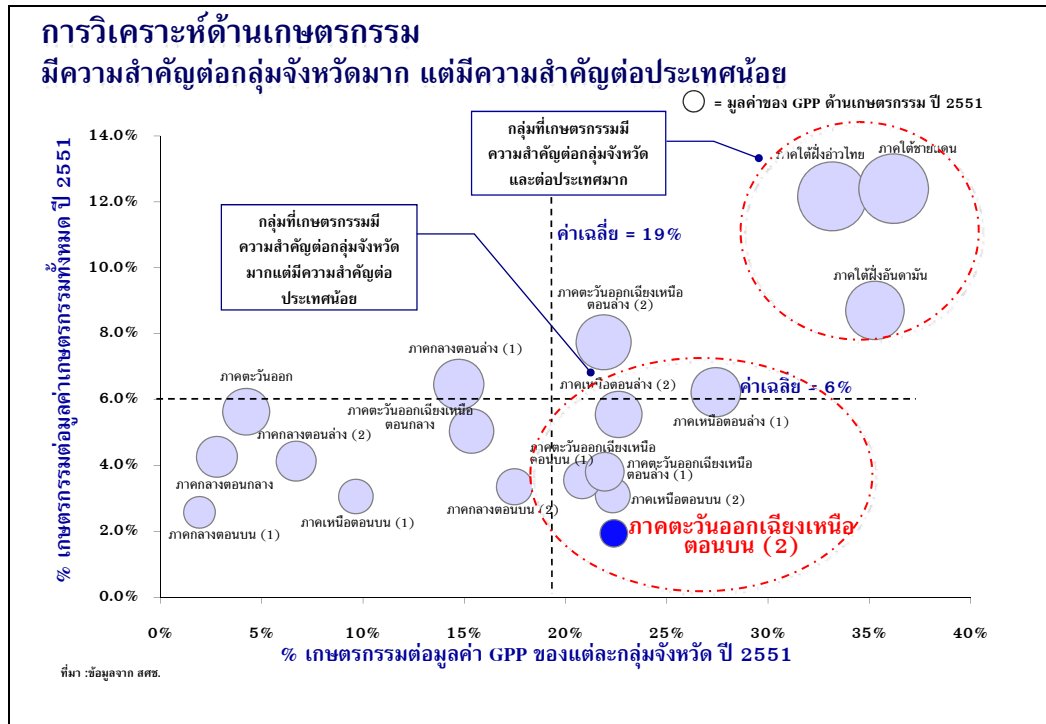 การวิเคราะห์ด้านเกษตรกรรม
มีความสำคัญต่อกลุ่มจังหวัดมาก แต่มีความสำคัญต่อประเทศน้อย
= มูลค่าของ GPP ด้านเกษตรกรรม ปี 2551
% เกษตรกรรมต่อมูลค่าเกษตรกรรมทั้งหมด ปี 2551
14.0%
12.0%
10.0%
8.0%
6.0%
4.0%
2.0%
0.0%
กลุ่มที่เกษตรกรรมมี
ความสำคัญต่อกลุ่มจังหวัด
และต่อประเทศมาก
กลุ่มที่เกษตรกรรมมี
ความสำคัญต่อกลุ่มจังหวัด
มากแต่มีความสำคัญต่อ
ประเทศน้อย
ค่าเฉลี่ย = 19%
ภาคใต้ฝั่งอ่าวไทย
ภาคใต้ชายแดน
ภาคใต้ฝั่งอันดามัน
ภาคตะวันออกเฉียงเหนือ
ตอนล่าง (2)
ภาคกลางตอนล่าง (1)
ภาคตะวันออก
ภาคเหนือตอนล่าง (2)
ค่าเฉลี่ย = 6%
ภาคตะวันออกเฉียงเหนือ
ตอนกลาง
ภาคเหนือตอนล่าง (1)
ภาคกลางตอนล่าง (2)
ภาคตะวันออกเฉียงเหนือ
ตอนบน (1)
ภาคตะวันออกเฉียงเหนือ
ตอนล่าง (1)
ภาคกลางตอนกลาง
ภาคเหนือตอนบน (2)
ภาคกลางตอนบน (2)
ภาคเหนือตอนบน (1)
ภาคกลางตอนบน (1)
ภาคตะวันออกเฉียงเหนือ
ตอนบน (2)
0% 5% 10% 15% 20% 25% 30% 35% 40%
% เกษตรกรรมต่อมูลค่า GPP ของแต่ละกลุ่มจังหวัด ปี 2551
ที่มา :ข้อมูลจาก สศช.